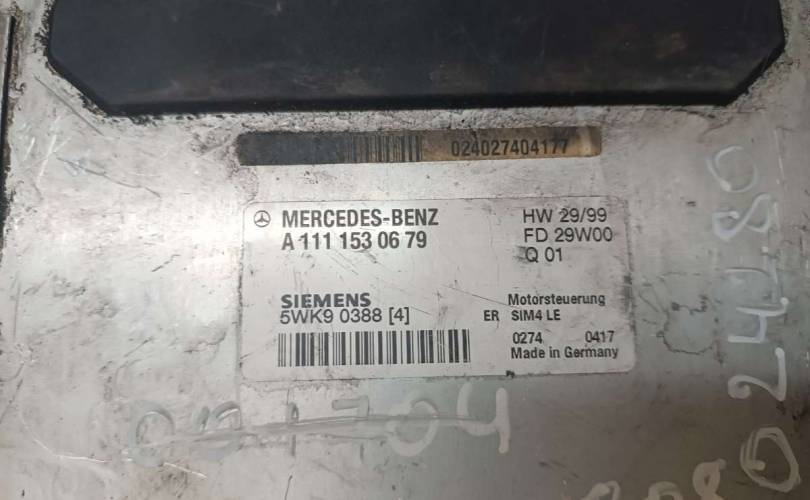 024027404177
MERCEDES-BENZ
A 111 153 06 79
HW 29/99
FD 29W00
Q 01
SIEMENS
5WK9 0388 [4]
Motorsteuerung
ER SIM4 LE
0274 0417
Made in Germany